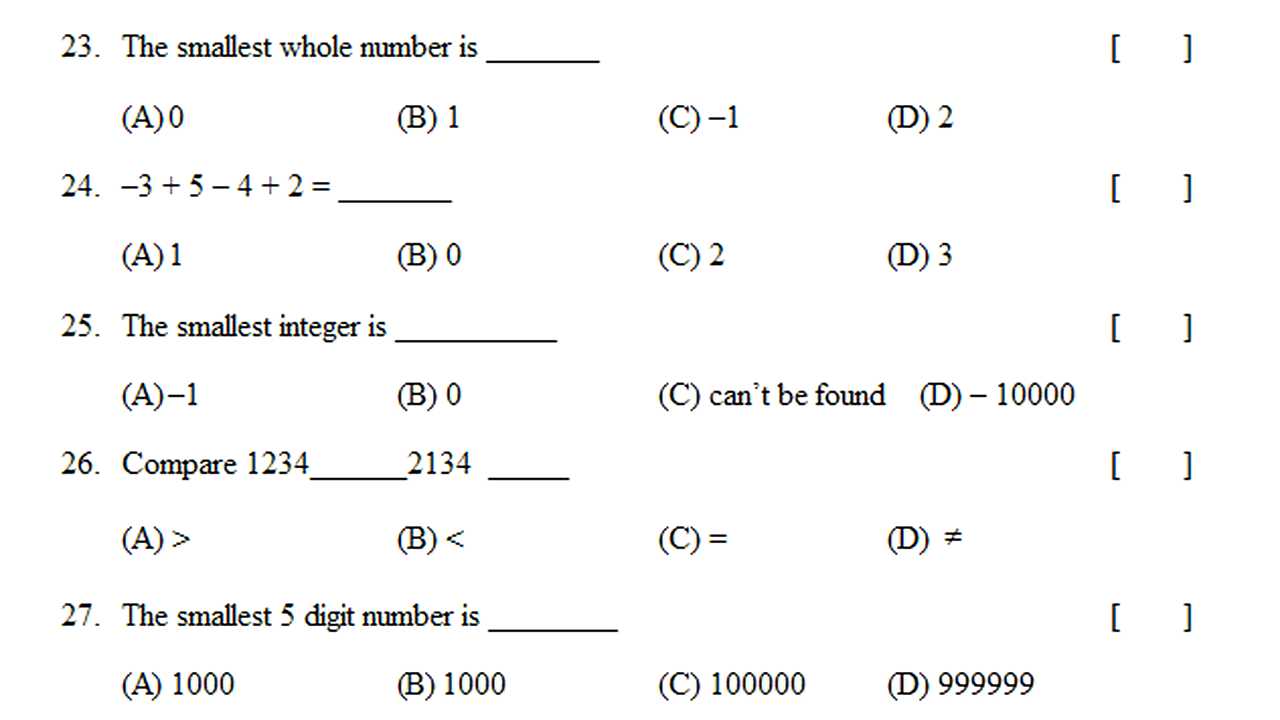 23. The smallest whole number is _______ [ ]
(A) 0 (B) 1 (C) –1 (D) 2
24. –3 + 5 – 4 + 2 = _______ [ ]
(A) 1 (B) 0 (C) 2 (D) 3
25. The smallest integer is __________ [ ]
(A) –1 (B) 0 (C) can't be found (D) – 10000
26. Compare 1234______2134 _____ [ ]
(A) > (B) < (C) = (D) ≠
27. The smallest 5 digit number is ________ [ ]
(A) 1000 (B) 1000 (C) 100000 (D) 999999